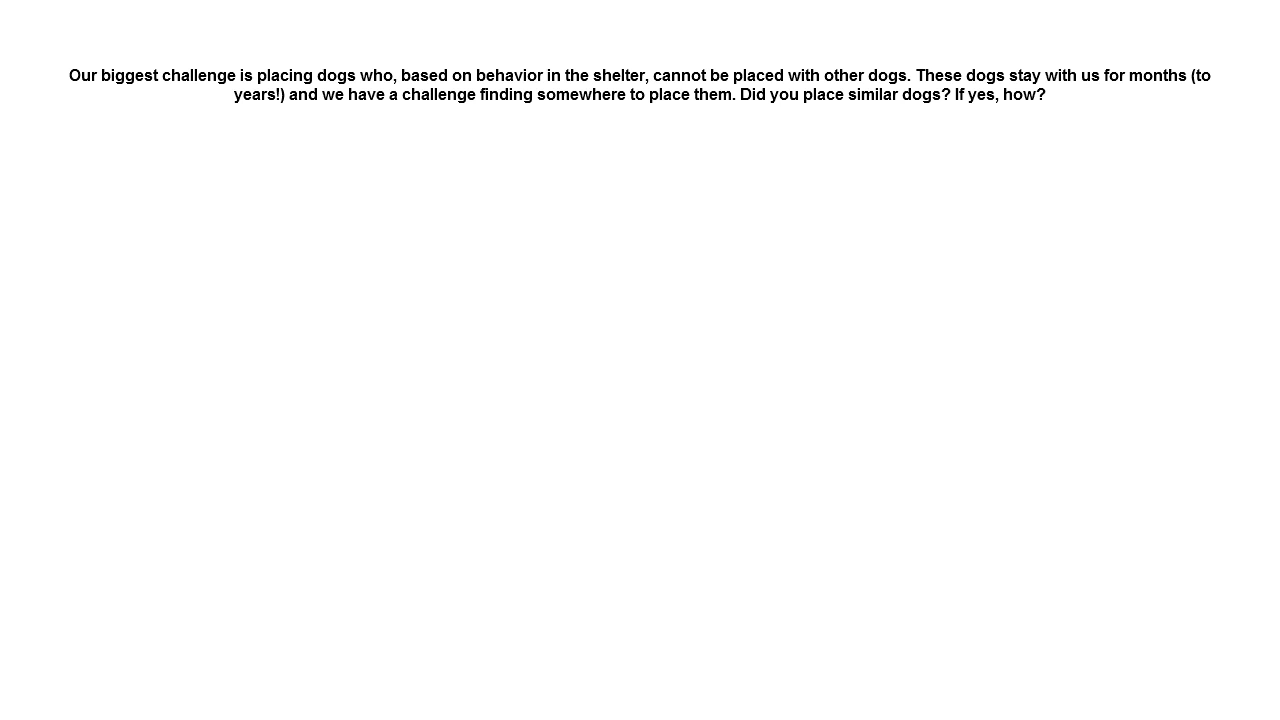 Our biggest challenge is placing dogs who, based on behavior in the shelter, cannot be placed with other dogs. These dogs stay with us for months (to
years!) and we have a challenge finding somewhere to place them. Did you place similar dogs? If yes, how?